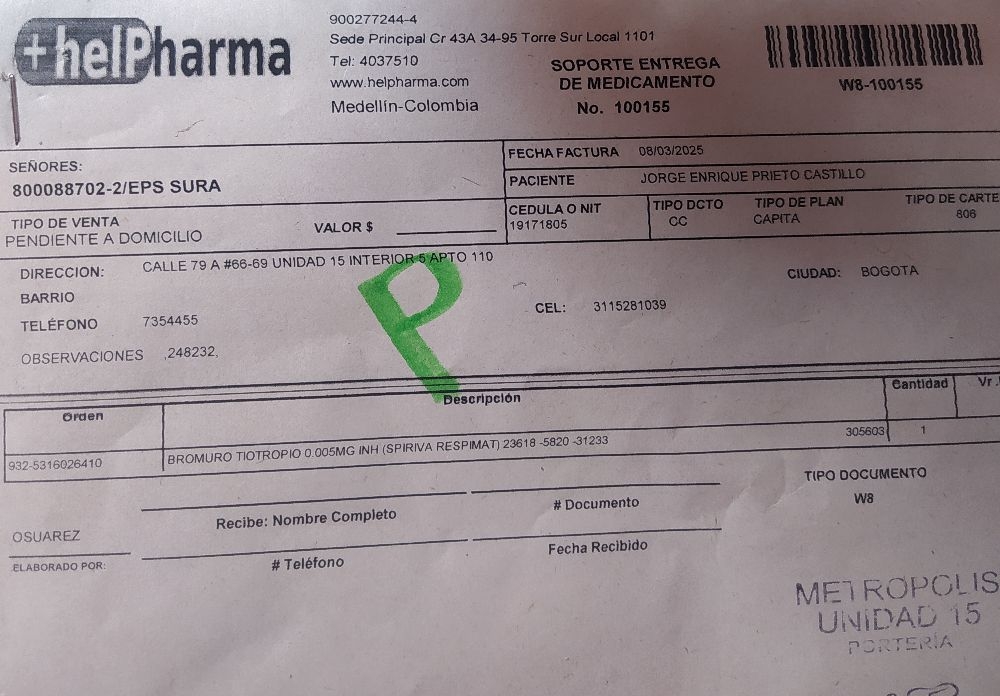 +helPharma
900277244-4
Sede Principal Cr 43A 34-95 Torre Sur Local 1101
Tel: 4037510
www.helpharma.com
Medellín-Colombia
SOPORTE ENTREGA
DE MEDICAMENTO
No. 100155
W8-100155
SEÑORES:
800088702-2/EPS SURA
FECHA FACTURA 08/03/2025
PACIENTE JORGE ENRIQUE PRIETO CASTILLO
TIPO DE VENTA
PENDIENTE A DOMICILIO
VALOR $
CEDULA O NIT
19171805
TIPO DCTO
CC
TIPO DE PLAN
CAPITA
TIPO DE CARTE
806
DIRECCION: CALLE 79 A #66-69 UNIDAD 15 INTERIOR 5 APTO 110
CIUDAD: BOGOTA
BARRIO
TELÉFONO 7354455
CEL: 3115281039
OBSERVACIONES ,248232,
P
Orden Descripción Cantidad Vr.
932-5316026410 BROMURO TIOTROPIO 0.005MG INH (SPIRIVA RESPIMAT) 23618 -5820 -31233 305603 1
TIPO DOCUMENTO
W8
Recibe: Nombre Completo
# Documento
OSUAREZ
ELABORADO POR:
# Teléfono
Fecha Recibido
METROPOLIS
UNIDAD 15
PORTERÍA